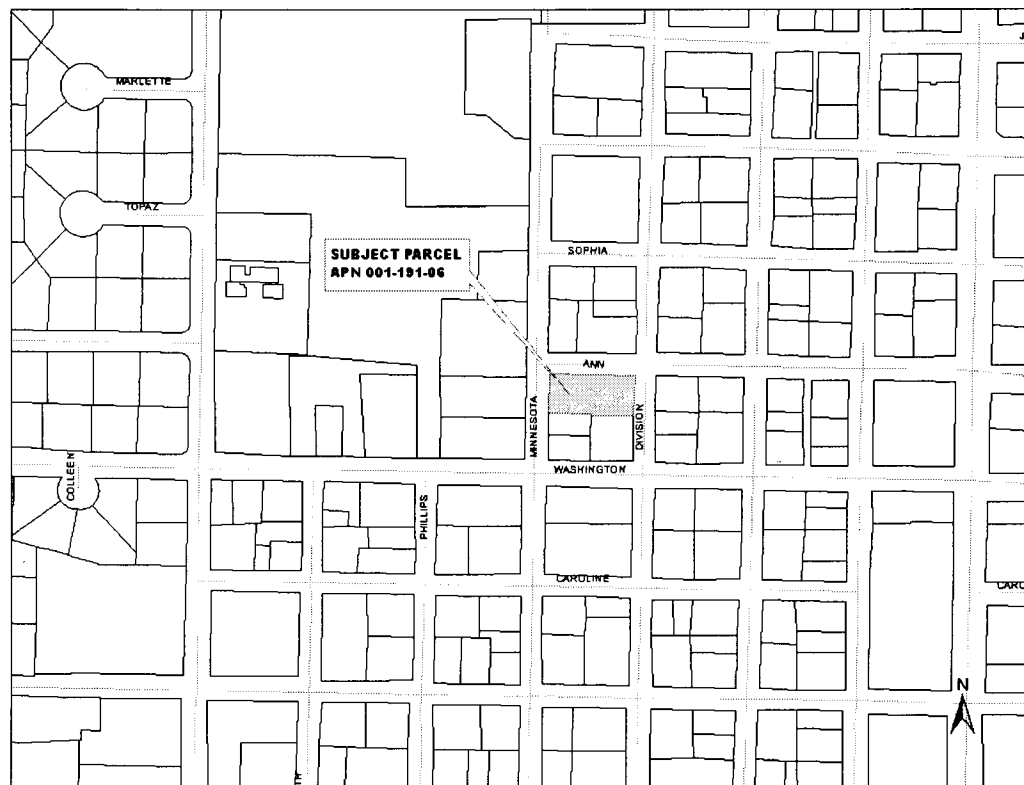 MARLETTE
TOPAZ
SOPHIA
SUBJECT PARCEL
APN 001-191-06
ANN
MINNESOTA
DIVISION
WASHINGTON
COLLEEN
PHILLIPS
CAROLINE
N